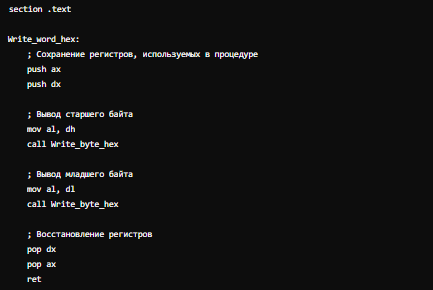 section .text
Write_word_hex:
; Сохранение регистров, используемых в процедуре
push ax
push dx
; Вывод старшего байта
mov al, dh
call Write_byte_hex
; Вывод младшего байта
mov al, dl
call Write_byte_hex
; Восстановление регистров
pop dx
pop ax
ret